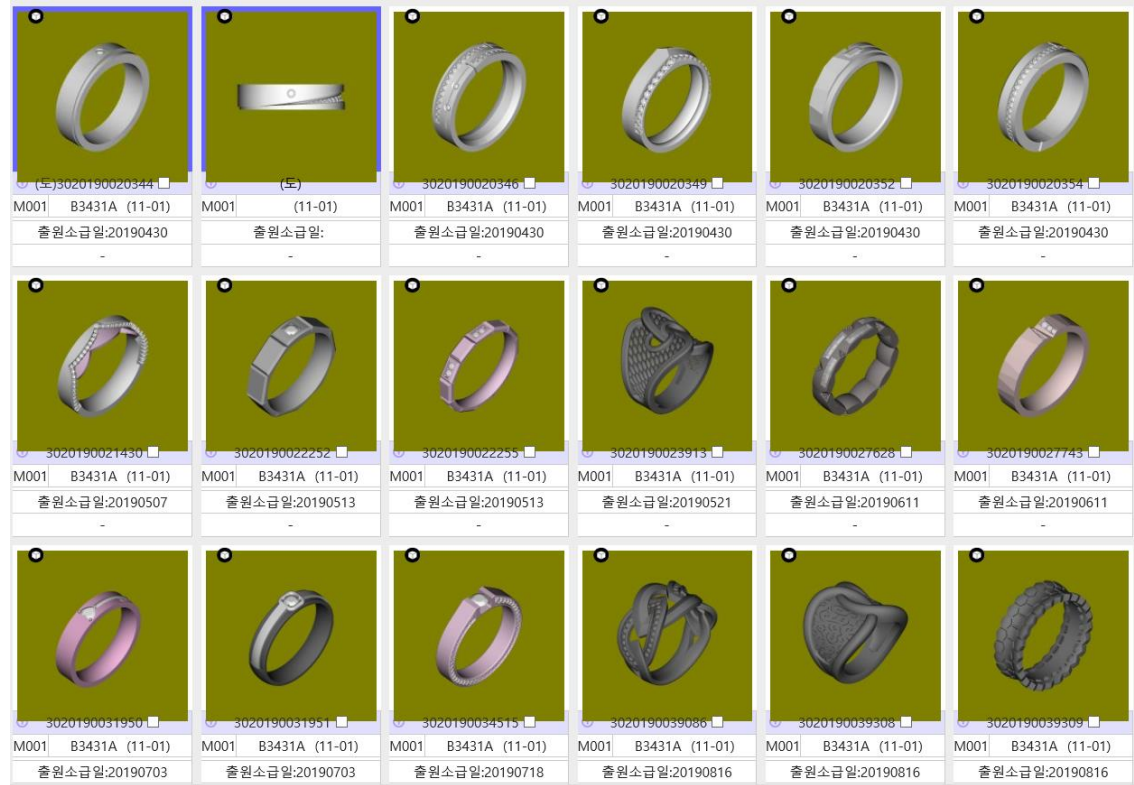 (도)3020190020344 (도) 3020190020346 3020190020349 3020190020352 3020190020354
M001 B3431A (11-01) M001 (11-01) M001 B3431A (11-01) M001 B3431A (11-01) M001 B3431A (11-01) M001 B3431A (11-01)
출원소급일:20190430 출원소급일: 출원소급일:20190430 출원소급일:20190430 출원소급일:20190430 출원소급일:20190430
- - - - - -
3020190021430 3020190022252 3020190022255 3020190023913 3020190027628 3020190027743
M001 B3431A (11-01) M001 B3431A (11-01) M001 B3431A (11-01) M001 B3431A (11-01) M001 B3431A (11-01) M001 B3431A (11-01)
출원소급일:20190507 출원소급일:20190513 출원소급일:20190513 출원소급일:20190521 출원소급일:20190611 출원소급일:20190611
- - - - - -
3020190031950 3020190031951 3020190034515 3020190039086 3020190039308 3020190039309
M001 B3431A (11-01) M001 B3431A (11-01) M001 B3431A (11-01) M001 B3431A (11-01) M001 B3431A (11-01) M001 B3431A (11-01)
출원소급일:20190703 출원소급일:20190703 출원소급일:20190718 출원소급일:20190816 출원소급일:20190816 출원소급일:20190816